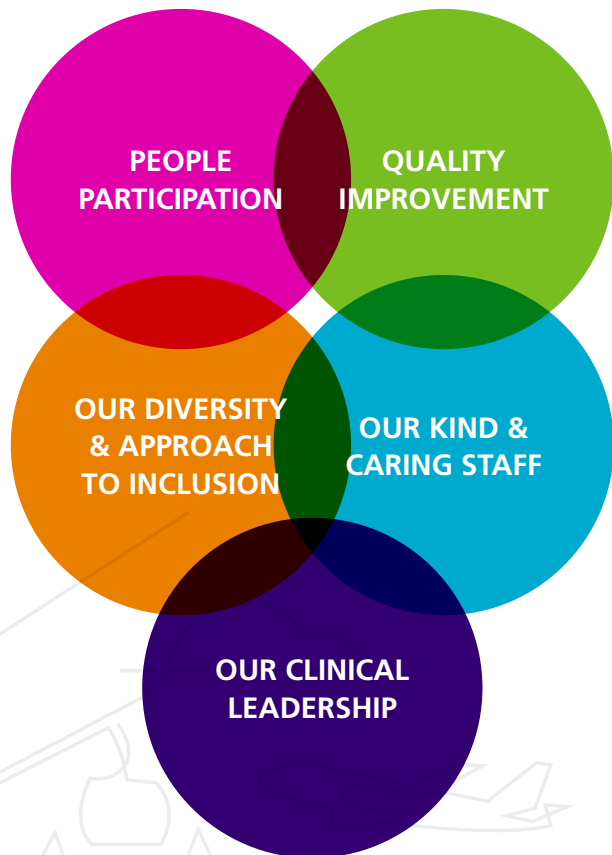 PEOPLE
PARTICIPATION
QUALITY
IMPROVEMENT
OUR DIVERSITY
& APPROACH
TO INCLUSION
OUR KIND &
CARING STAFF
OUR CLINICAL
LEADERSHIP